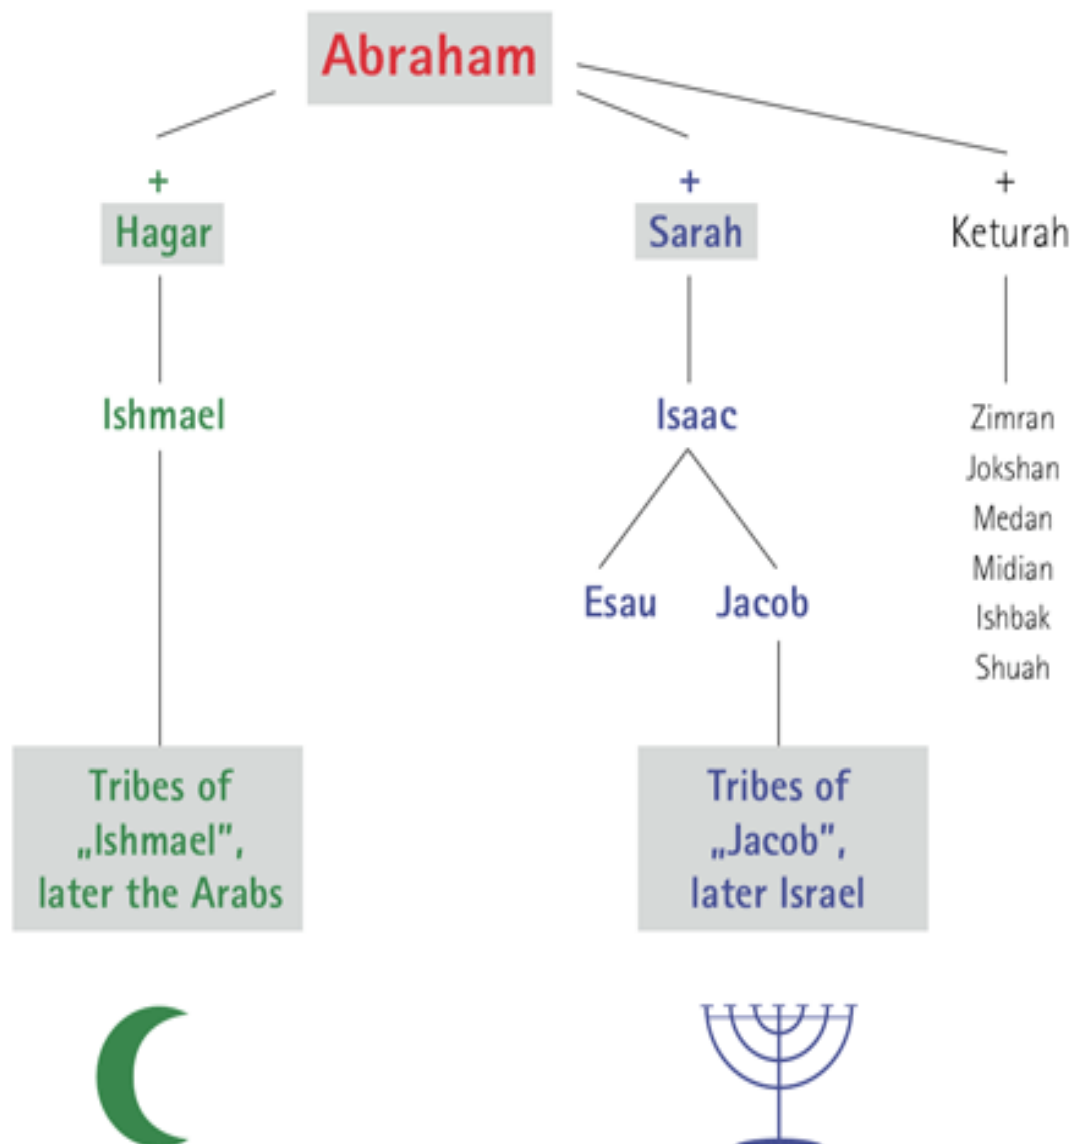 Abraham
+ + +
Hagar Sarah Keturah
Ishmael Isaac Zimran
Jokshan
Medan
Midian
Esau Jacob Ishbak
Shuah
Tribes of
„Ishmael”,
later the Arabs
Tribes of
„Jacob”,
later Israel